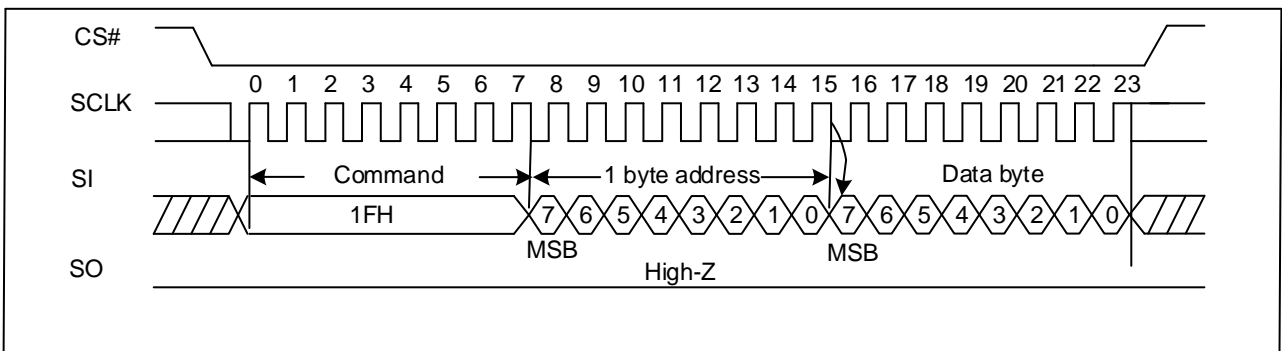 CS#
0 1 2 3 4 5 6 7 8 9 10 11 12 13 14 15 16 17 18 19 20 21 22 23
SCLK
SI Command 1 byte address Data byte
1FH 7 6 5 4 3 2 1 0 7 6 5 4 3 2 1 0
MSB MSB
SO High-Z